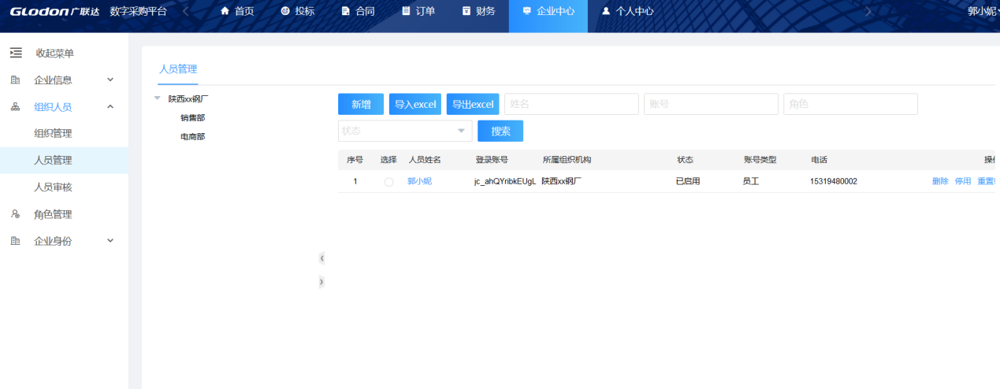 GLODON广联达 数字采购平台 首页 投标 合同 订单 财务 企业中心 个人中心 郭小妮
收起菜单
企业信息
组织人员
组织管理
人员管理
人员审核
角色管理
企业身份
人员管理
陕西xx钢厂
销售部
电商部
新增 导入excel 导出excel 姓名 账号 角色
状态 搜索
序号 选择 人员姓名 登录账号 所属组织机构 状态 账号类型 电话
1 郭小妮 jc_ahQYribkEUgL 陕西xx钢厂 已启用 员工 15319480002 删除 停用 重置